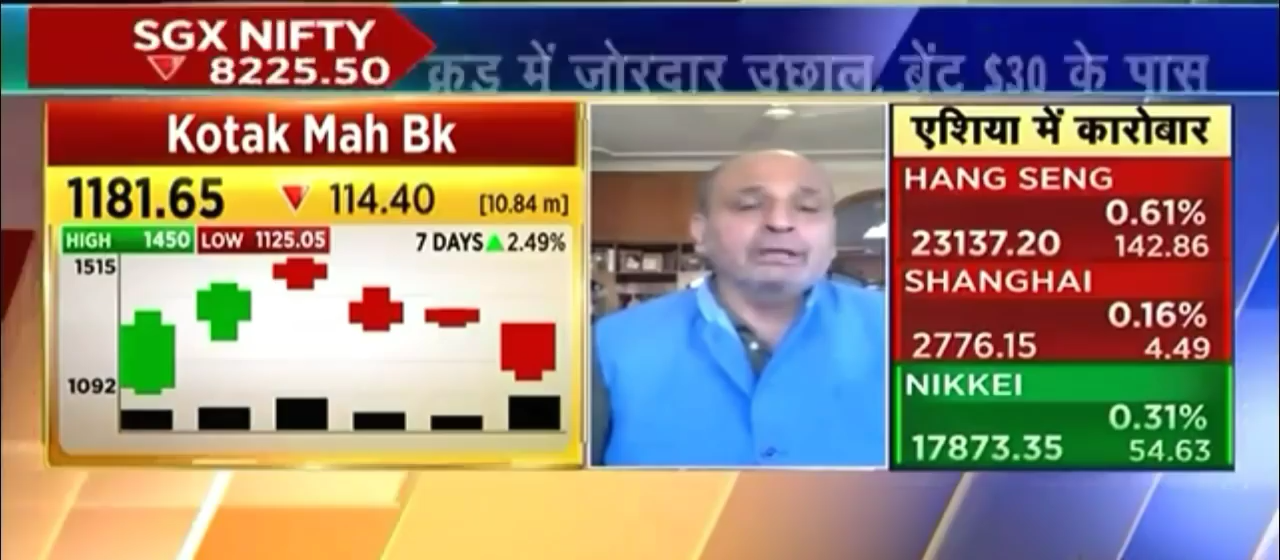 SGX NIFTY
▼ 8225.50
क्रूड में जोरदार उछाल, ब्रेंट $30 के पास
Kotak Mah Bk
1181.65 ▼ 114.40 [10.84 m]
HIGH 1450 LOW 1125.05 7 DAYS ▲ 2.49%
1515
1092
एशिया में कारोबार
HANG SENG
0.61%
23137.20 142.86
SHANGHAI
0.16%
2776.15 4.49
NIKKEI
0.31%
17873.35 54.63